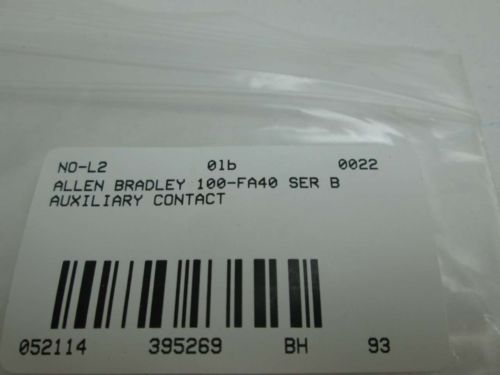 NO-L2 01b 0022
ALLEN BRADLEY 100-FA40 SER B
AUXILIARY CONTACT
052114 395269 BH 93